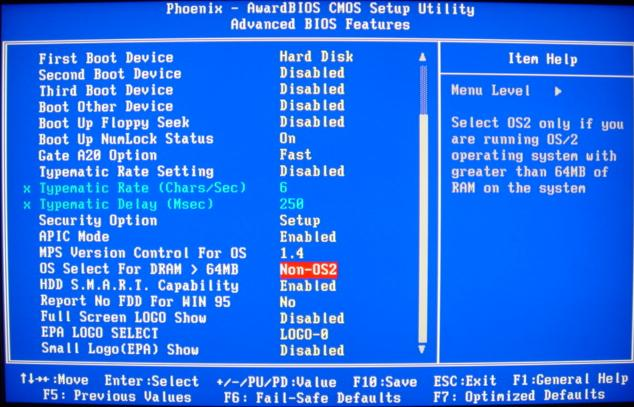 Phoenix - AwardBIOS CMOS Setup Utility
Advanced BIOS Features
First Boot Device Hard Disk
Second Boot Device Disabled
Third Boot Device Disabled
Boot Other Device Disabled
Boot Up Floppy Seek Disabled
Boot Up NumLock Status On
Gate A20 Option Fast
Typematic Rate Setting Disabled
x Typematic Rate (Chars/Sec) 6
x Typematic Delay (Msec) 250
Security Option Setup
APIC Mode Enabled
MPS Version Control For OS 1.4
OS Select For DRAM > 64MB Non-OS2
HDD S.M.A.R.T. Capability Enabled
Report No FDD For WIN 95 No
Full Screen LOGO Show Disabled
EPA LOGO SELECT LOGO-0
Small Logo(EPA) Show Disabled
Item Help
Menu Level ▸
Select OS2 only if you
are running OS/2
operating system with
greater than 64MB of
RAM on the system
↑↓→←:Move Enter:Select +/-/PU/PD:Value F10:Save ESC:Exit F1:General Help
F5: Previous Values F6: Fail-Safe Defaults F7: Optimized Defaults